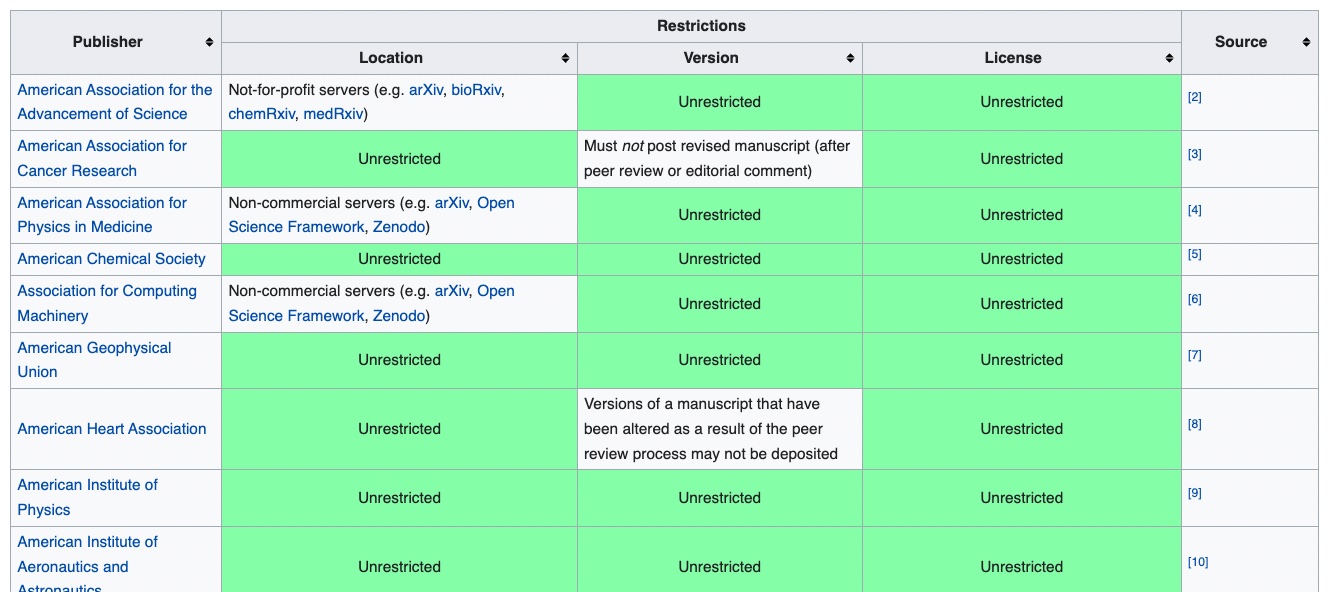 Publisher
Restrictions
Source
Location
Version
License
American Association for the
Advancement of Science
Not-for-profit servers (e.g. arXiv, bioRxiv,
chemRxiv, medRxiv)
Unrestricted
Unrestricted
[2]
American Association for
Cancer Research
Unrestricted
Must not post revised manuscript (after
peer review or editorial comment)
Unrestricted
[3]
American Association for
Physics in Medicine
Non-commercial servers (e.g. arXiv, Open
Science Framework, Zenodo)
Unrestricted
Unrestricted
[4]
American Chemical Society
Unrestricted
Unrestricted
Unrestricted
[5]
Association for Computing
Machinery
Non-commercial servers (e.g. arXiv, Open
Science Framework, Zenodo)
Unrestricted
Unrestricted
[6]
American Geophysical
Union
Unrestricted
Unrestricted
Unrestricted
[7]
American Heart Association
Unrestricted
Versions of a manuscript that have
been altered as a result of the peer
review process may not be deposited
Unrestricted
[8]
American Institute of
Physics
Unrestricted
Unrestricted
Unrestricted
[9]
American Institute of
Aeronautics and
Astronautics
Unrestricted
Unrestricted
Unrestricted
[10]